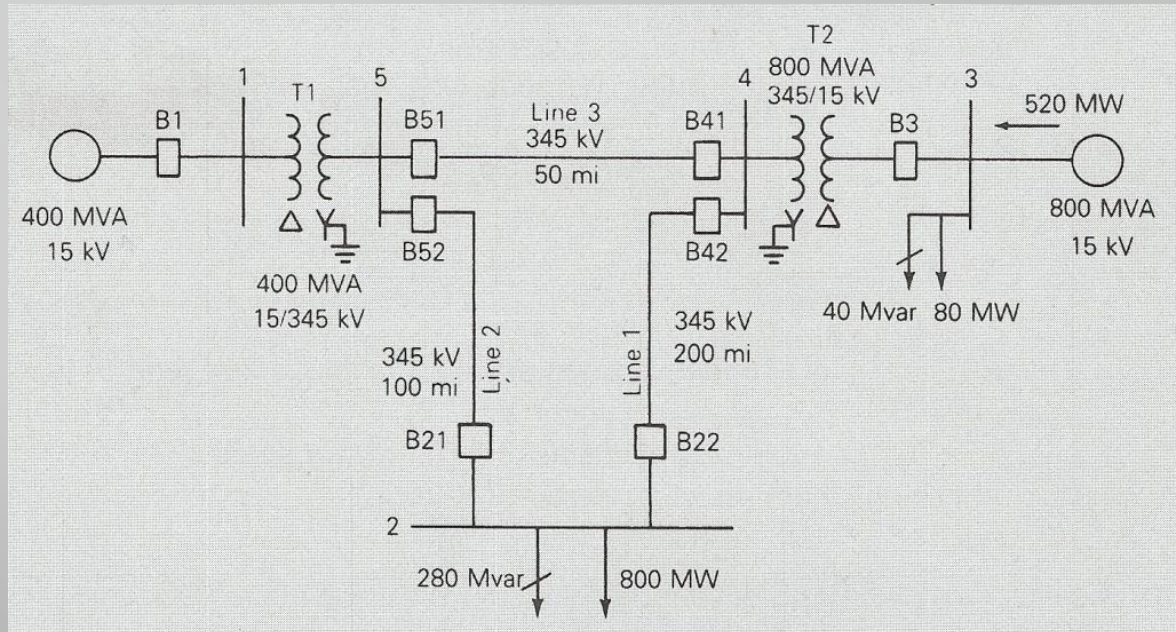 T2
1
T1
5
4
800 MVA
345/15 kV
3
520 MW
B1
B51
Line 3
345 kV
50 mi
B41
B3
400 MVA
15 kV
B52
B42
800 MVA
15 kV
400 MVA
15/345 kV
40 Mvar 80 MW
345 kV
100 mi
Line 2
Line 1
345 kV
200 mi
B21
B22
2
280 Mvar
800 MW